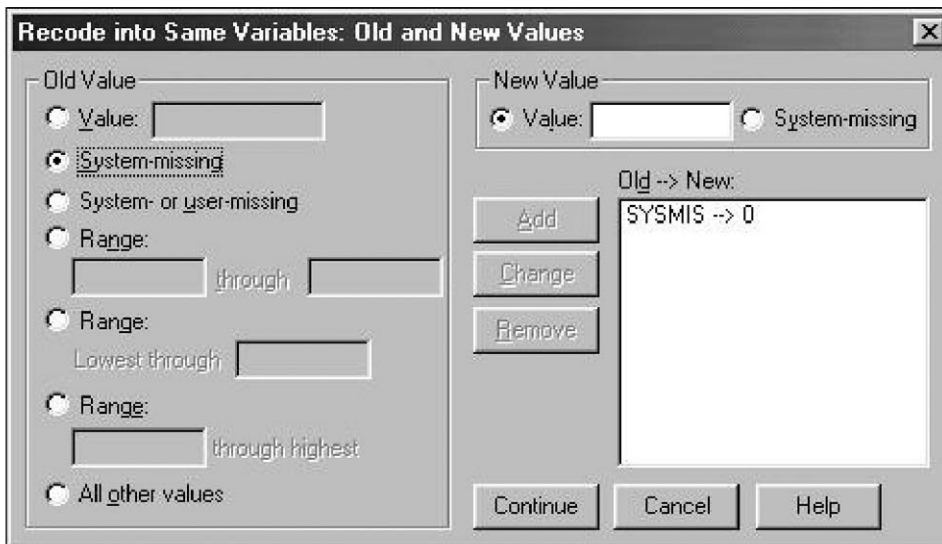 Recode into Same Variables: Old and New Values
Old Value
Value:
System-missing
System- or user-missing
Range:
through
Range:
Lowest through
Range:
through highest
All other values
New Value
Value:
System-missing
Old --> New:
SYSMIS --> 0
Add
Change
Remove
Continue
Cancel
Help